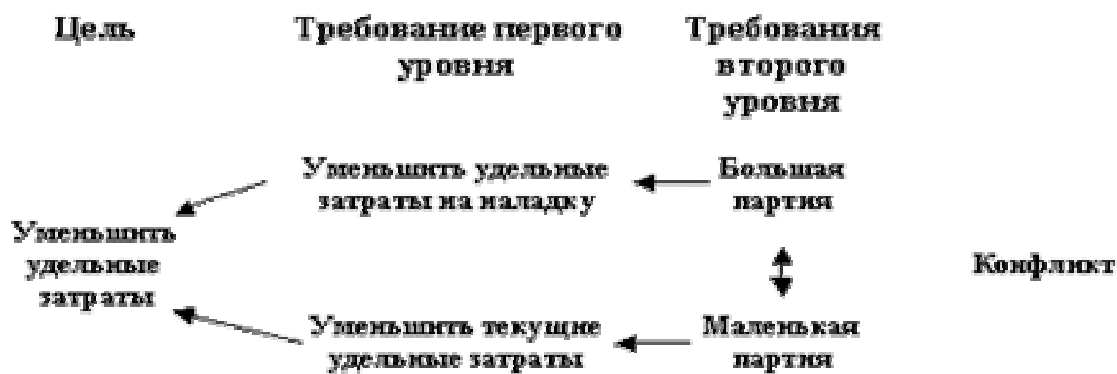 Цель
Требование первого
уровня
Требования
второго
уровня
Уменьшить удельные
затраты на наладку
Большая
партия
Уменьшить
удельные
затраты
Конфликт
Уменьшить текущие
удельные затраты
Маленькая
партия